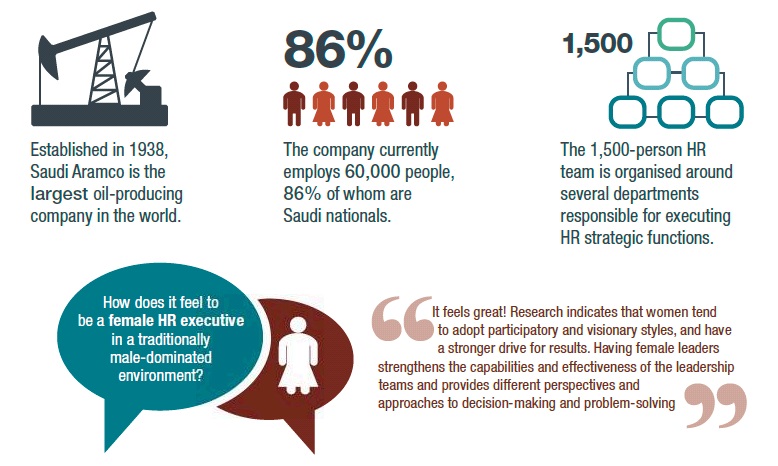 86%
1,500
Established in 1938,
Saudi Aramco is the
largest oil-producing
company in the world.
The company currently
employs 60,000 people,
86% of whom are
Saudi nationals.
The 1,500-person HR
team is organised around
several departments
responsible for executing
HR strategic functions.
How does it feel to
be a female HR executive
in a traditionally
male-dominated
environment?
“It feels great! Research indicates that women tend
to adopt participatory and visionary styles, and have
a stronger drive for results. Having female leaders
strengthens the capabilities and effectiveness of the leadership
teams and provides different perspectives and
approaches to decision-making and problem-solving”